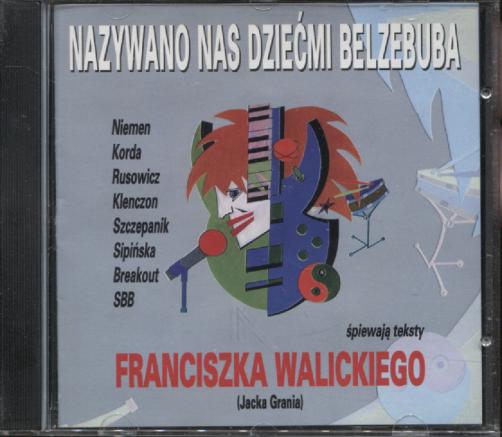 NAZYWANO NAS DZIEĆMI BELZEBUBA
Niemen
Korda
Rusowicz
Klenczon
Szczepanik
Sipińska
Breakout
SBB
śpiewają teksty
FRANCISZKA WALICKIEGO
(Jacka Grania)